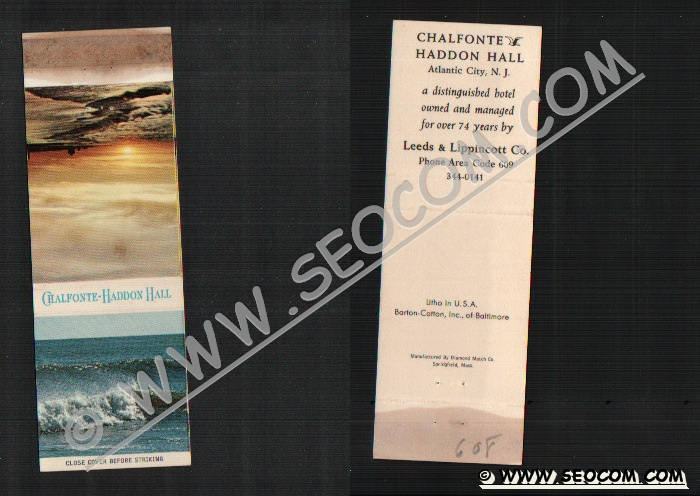 CHALFONTE-HADDON HALL
CLOSE COVER BEFORE STRIKING
CHALFONTE
HADDON HALL
Atlantic City, N. J.
a distinguished hotel
owned and managed
for over 74 years by
Leeds & Lippincott Co.
Phone Area Code 609
344-0141
Litho in U.S.A.
Barton-Cotton, Inc., of Baltimore
Manufactured By Diamond Match Co.
Springfield, Mass.
© WWW.SEOCOM.COM
© WWW.SEOCOM.COM